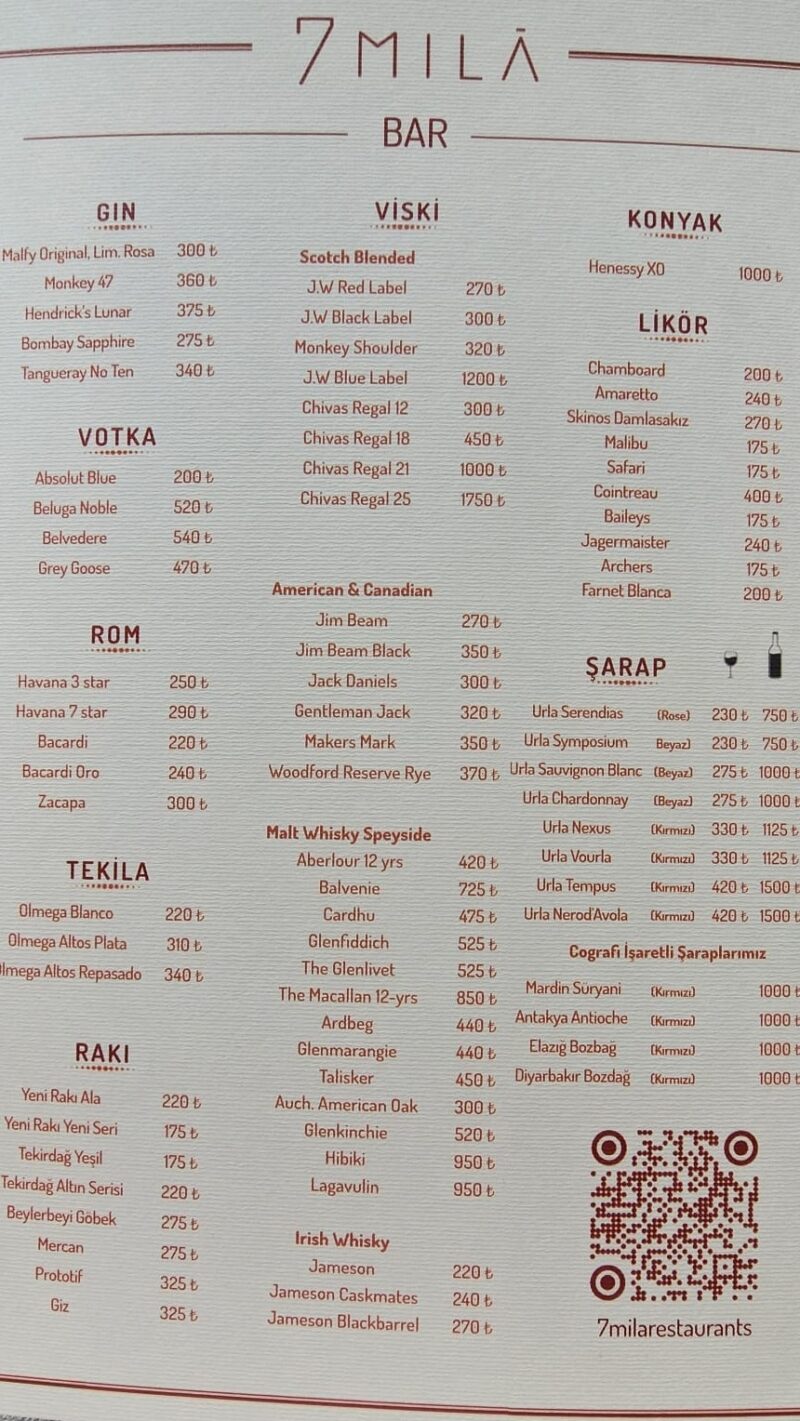 7MILĀ
BAR
GIN
Malfy Original, Lim. Rosa 300 ₺
Monkey 47 360 ₺
Hendrick's Lunar 375 ₺
Bombay Sapphire 275 ₺
Tangueray No Ten 340 ₺
VOTKA
Absolut Blue 200 ₺
Beluga Noble 520 ₺
Belvedere 540 ₺
Grey Goose 470 ₺
ROM
Havana 3 star 250 ₺
Havana 7 star 290 ₺
Bacardi 220 ₺
Bacardi Oro 240 ₺
Zacapa 300 ₺
TEKİLA
Olmega Blanco 220 ₺
Olmega Altos Plata 310 ₺
Olmega Altos Repasado 340 ₺
RAKI
Yeni Rakı Ala 220 ₺
Yeni Rakı Yeni Seri 175 ₺
Tekirdağ Yeşil 175 ₺
Tekirdağ Altın Serisi 220 ₺
Beylerbeyi Göbek 275 ₺
Mercan 275 ₺
Prototif 325 ₺
Giz 325 ₺
VİSKİ
Scotch Blended
J.W Red Label 270 ₺
J.W Black Label 300 ₺
Monkey Shoulder 320 ₺
J.W Blue Label 1200 ₺
Chivas Regal 12 300 ₺
Chivas Regal 18 450 ₺
Chivas Regal 21 1000 ₺
Chivas Regal 25 1750 ₺
American & Canadian
Jim Beam 270 ₺
Jim Beam Black 350 ₺
Jack Daniels 300 ₺
Gentleman Jack 320 ₺
Makers Mark 350 ₺
Woodford Reserve Rye 370 ₺
Malt Whisky Speyside
Aberlour 12 yrs 420 ₺
Balvenie 725 ₺
Cardhu 475 ₺
Glenfiddich 525 ₺
The Glenlivet 525 ₺
The Macallan 12-yrs 850 ₺
Ardbeg 440 ₺
Glenmarangie 440 ₺
Talisker 450 ₺
Auch. American Oak 300 ₺
Glenkinchie 520 ₺
Hibiki 950 ₺
Lagavulin 950 ₺
Irish Whisky
Jameson 220 ₺
Jameson Caskmates 240 ₺
Jameson Blackbarrel 270 ₺
KONYAK
Henessy XO 1000 ₺
LİKÖR
Chamboard 200 ₺
Amaretto 240 ₺
Skinos Damlasakız 270 ₺
Malibu 175 ₺
Safari 175 ₺
Cointreau 400 ₺
Baileys 175 ₺
Jagermaister 240 ₺
Archers 175 ₺
Farnet Blanca 200 ₺
ŞARAP
Urla Serendias (Rose) 230 ₺ 750 ₺
Urla Symposium Beyaz) 230 ₺ 750 ₺
Urla Sauvignon Blanc (Beyaz) 275 ₺ 1000 ₺
Urla Chardonnay (Beyaz) 275 ₺ 1000 ₺
Urla Nexus (Kırmızı) 330 ₺ 1125 ₺
Urla Vourla (Kırmızı) 330 ₺ 1125 ₺
Urla Tempus (Kırmızı) 420 ₺ 1500 ₺
Urla Nerod'Avola (Kırmızı) 420 ₺ 1500 ₺
Cografi İşaretli Şaraplarımız
Mardin Süryani (Kırmızı) 1000 ₺
Antakya Antioche (Kırmızı) 1000 ₺
Elazığ Bozbağ (Kırmızı) 1000 ₺
Diyarbakır Bozdağ (Kırmızı) 1000 ₺
7milarestaurants